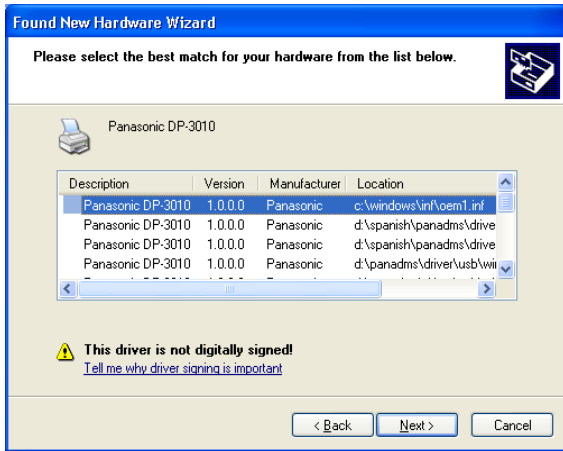 Found New Hardware Wizard
Please select the best match for your hardware from the list below.
Panasonic DP-3010
Description Version Manufacturer Location
Panasonic DP-3010 1.0.0.0 Panasonic c:\windows\inf\oem1.inf
Panasonic DP-3010 1.0.0.0 Panasonic d:\spanish\panadms\drive
Panasonic DP-3010 1.0.0.0 Panasonic d:\spanish\panadms\drive
Panasonic DP-3010 1.0.0.0 Panasonic d:\panadms\driver\usb\win
This driver is not digitally signed!
Tell me why driver signing is important
< Back Next > Cancel